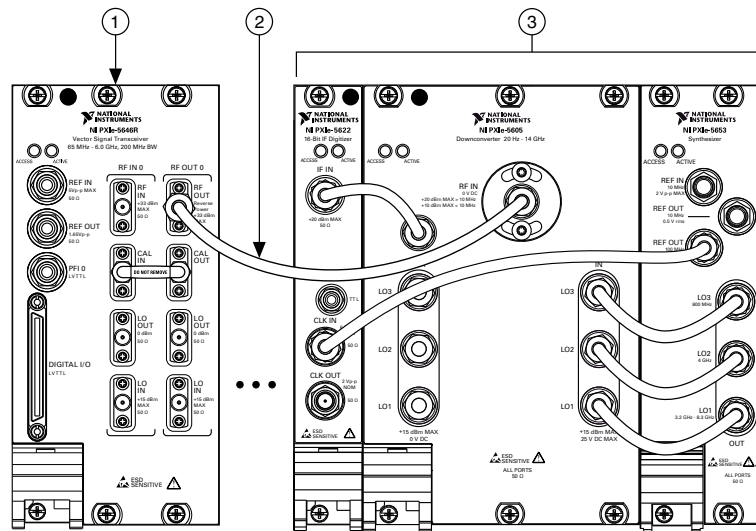 1
2
3
NATIONAL
INSTRUMENTS
NI PXIe-5646R
Vector Signal Transceiver
65 MHz - 6.0 GHz, 200 MHz BW
ACCESS
ACTIVE
REF IN
5Vp-p MAX
50 Ω
REF OUT
1.65Vp-p
50 Ω
PFI 0
LVTTL
DIGITAL I/O
LVTTL
RF IN 0
RF
IN
+33 dBm
MAX
50 Ω
CAL
IN
DO NOT REMOVE
LO
OUT
0 dBm
50 Ω
LO
IN
+15 dBm
MAX
50 Ω
RF OUT 0
RF
OUT
Reverse
Power
+33 dBm
MAX
CAL
OUT
LO
OUT
0 dBm
50 Ω
LO
IN
+15 dBm
MAX
50 Ω
ESD
SENSITIVE
NATIONAL
INSTRUMENTS
NI PXIe-5622
16-Bit IF Digitizer
ACCESS
ACTIVE
IF IN
+20 dBm MAX
50 Ω
TTL
CLK IN
50 Ω
CLK OUT
2 Vp-p
NOM
50 Ω
ESD
SENSITIVE
NATIONAL
INSTRUMENTS
NI PXIe-5605
Downconverter 20 Hz - 14 GHz
ACCESS
ACTIVE
RF IN
0 V DC
+20 dBm MAX > 10 MHz
+10 dBm MAX < 10 MHz
50 Ω
LO3
LO2
LO1
+15 dBm MAX
0 V DC
IN
LO3
LO2
LO1
+15 dBm MAX
25 V DC MAX
ESD
SENSITIVE
ALL PORTS
50 Ω
NATIONAL
INSTRUMENTS
NI PXIe-5653
Synthesizer
ACCESS
ACTIVE
REF IN
10 MHz
2 V p-p MAX
REF OUT
10 MHz
0.5 V rms
REF OUT
100 MHz
LO3
800 MHz
LO2
4 GHz
LO1
3.2 GHz - 8.3 GHz
OUT
ESD
SENSITIVE
ALL PORTS
50 Ω